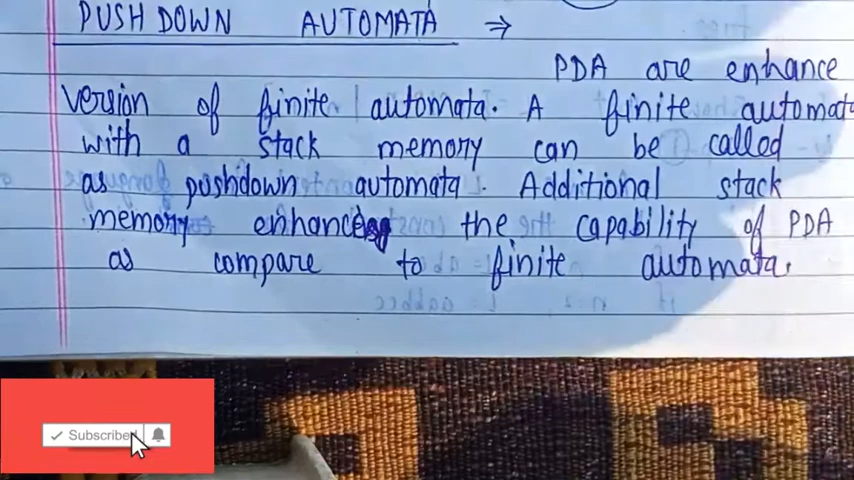 PUSH DOWN AUTOMATA ⇒
PDA are enhance
version of finite automata. A finite automata
with a stack memory can be called
as pushdown automata. Additional stack
memory enhances the capability of PDA
as compare to finite automata.
Subscribed